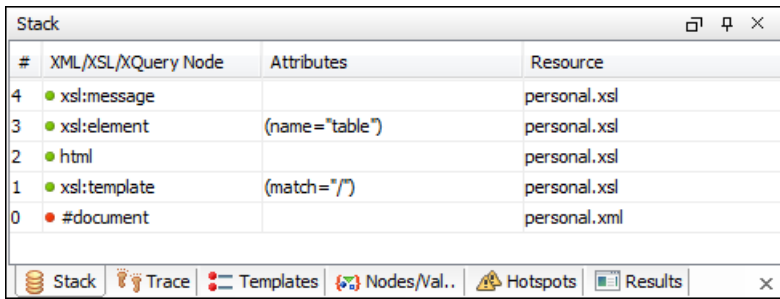 Stack
# XML/XSL/XQuery Node Attributes Resource
4 xsl:message personal.xsl
3 xsl:element (name="table") personal.xsl
2 html personal.xsl
1 xsl:template (match="/") personal.xsl
0 #document personal.xml
Stack Trace Templates Nodes/Val.. Hotspots Results